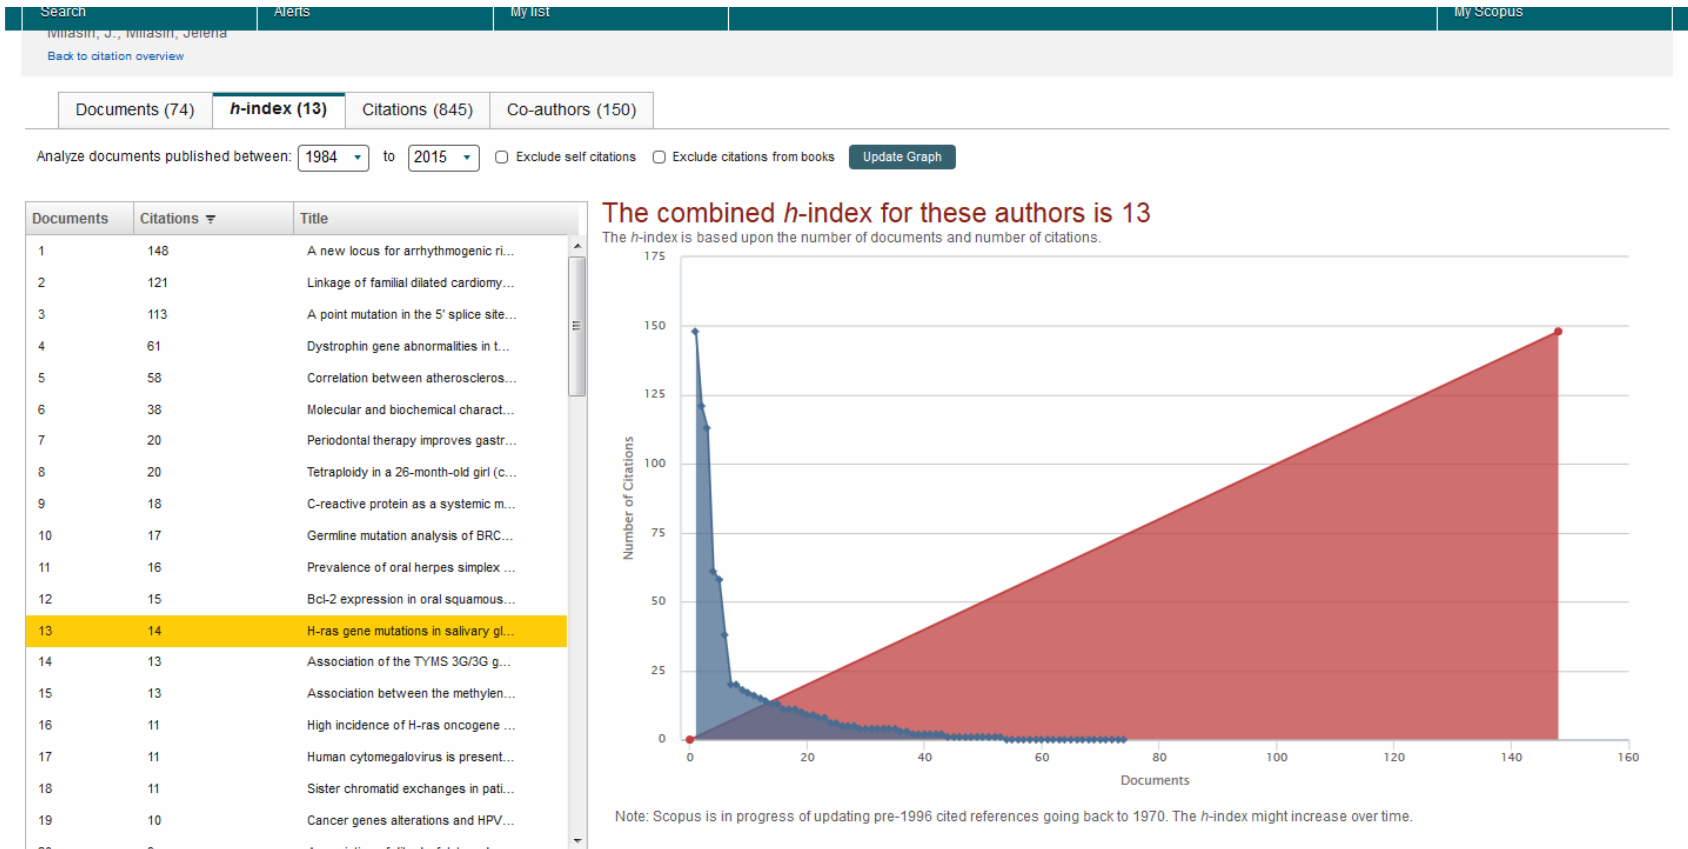 Search Alerts My list My Scopus
Milasin, J., Milasin, Jelena
Back to citation overview
Documents (74) h-index (13) Citations (845) Co-authors (150)
Analyze documents published between: 1984 to 2015 Exclude self citations Exclude citations from books Update Graph
Documents Citations Title
1 148 A new locus for arrhythmogenic ri...
2 121 Linkage of familial dilated cardiomy...
3 113 A point mutation in the 5' splice site...
4 61 Dystrophin gene abnormalities in t...
5 58 Correlation between atheroscleros...
6 38 Molecular and biochemical charact...
7 20 Periodontal therapy improves gastr...
8 20 Tetraploidy in a 26-month-old girl (c...
9 18 C-reactive protein as a systemic m...
10 17 Germline mutation analysis of BRC...
11 16 Prevalence of oral herpes simplex ...
12 15 Bcl-2 expression in oral squamous...
13 14 H-ras gene mutations in salivary gl...
14 13 Association of the TYMS 3G/3G g...
15 13 Association between the methylen...
16 11 High incidence of H-ras oncogene ...
17 11 Human cytomegalovirus is present...
18 11 Sister chromatid exchanges in pati...
19 10 Cancer genes alterations and HPV...
The combined h-index for these authors is 13
The h-index is based upon the number of documents and number of citations.
175
150
125
100
75
50
25
0
Number of Citations
0 20 40 60 80 100 120 140 160
Documents
Note: Scopus is in progress of updating pre-1996 cited references going back to 1970. The h-index might increase over time.